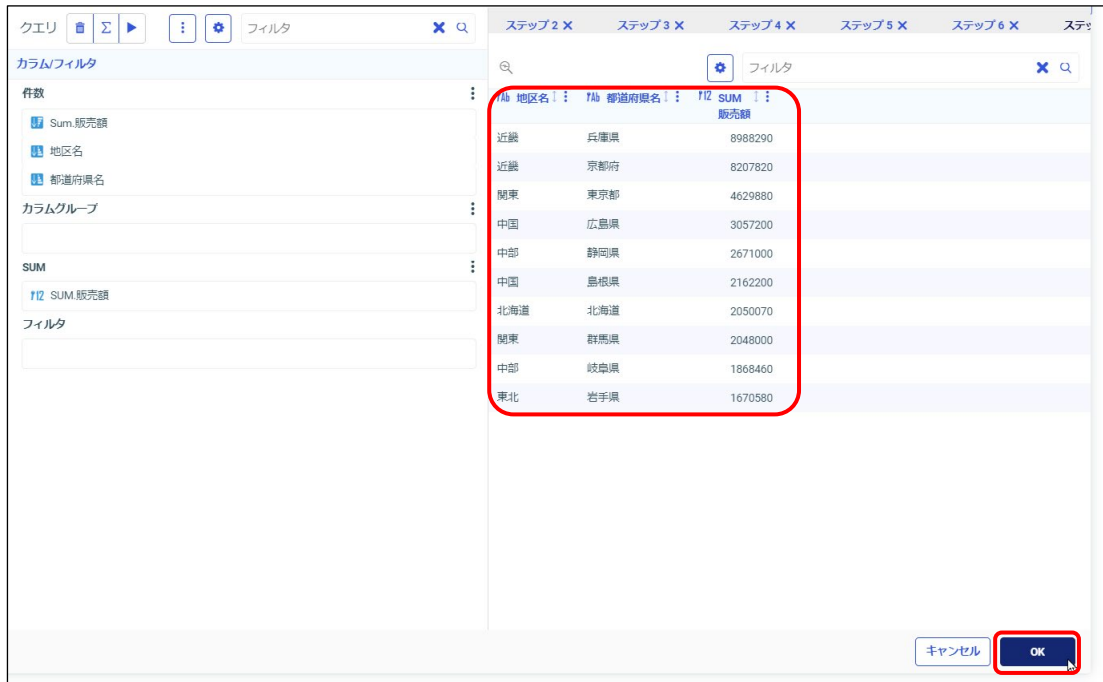 クエリ Σ フィルタ
ステップ 2 ステップ 3 ステップ 4 ステップ 5 ステップ 6
カラム/フィルタ
フィルタ
件数
Sum.販売額
地区名
都道府県名
カラムグループ
SUM
SUM.販売額
フィルタ
地区名 都道府県名 SUM
販売額
近畿 兵庫県 8988290
近畿 京都府 8207820
関東 東京都 4629880
中国 広島県 3057200
中部 静岡県 2671000
中国 島根県 2162200
北海道 北海道 2050070
関東 群馬県 2048000
中部 岐阜県 1868460
東北 岩手県 1670580
キャンセル OK